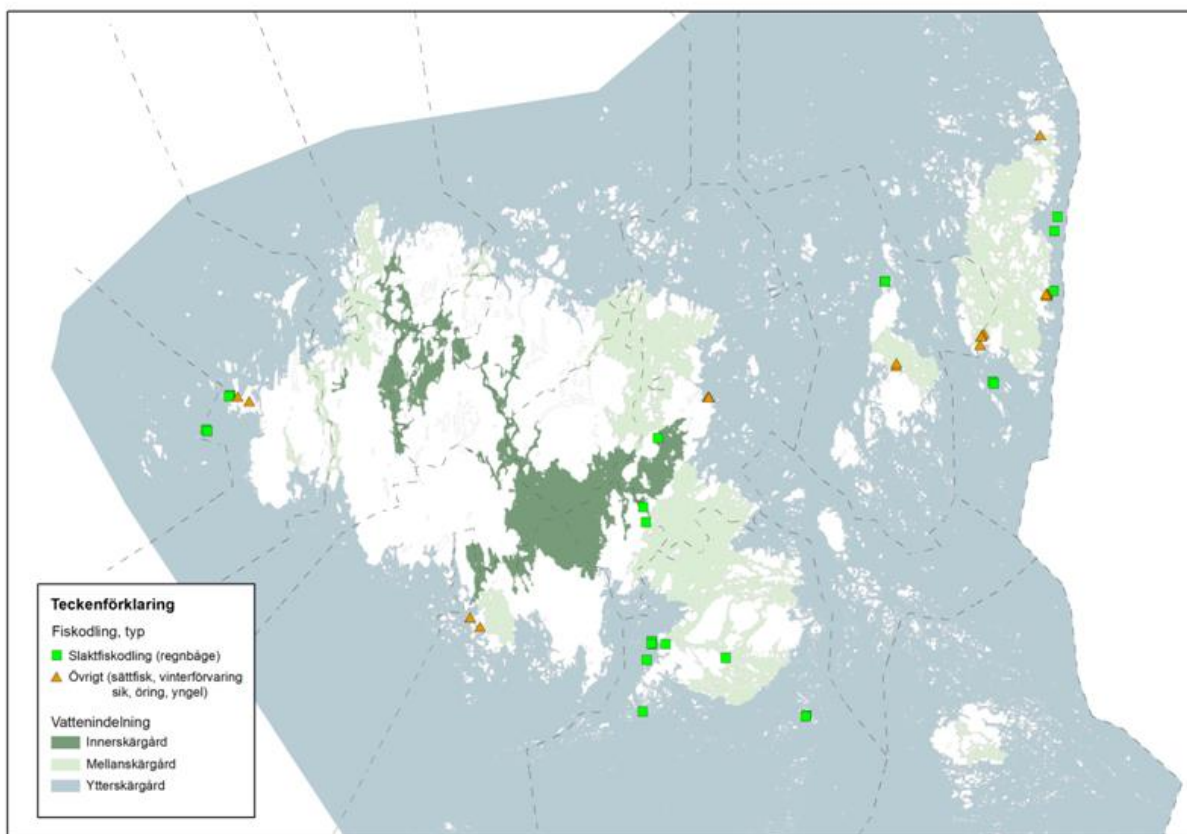 Teckenförklaring
Fiskodling, typ
Slaktfiskodling (regnbåge)
Övrigt (sättfisk, vinterförvaring
sik, öring, yngel)
Vattenindelning
Innerskärgård
Mellanskärgård
Ytterskärgård